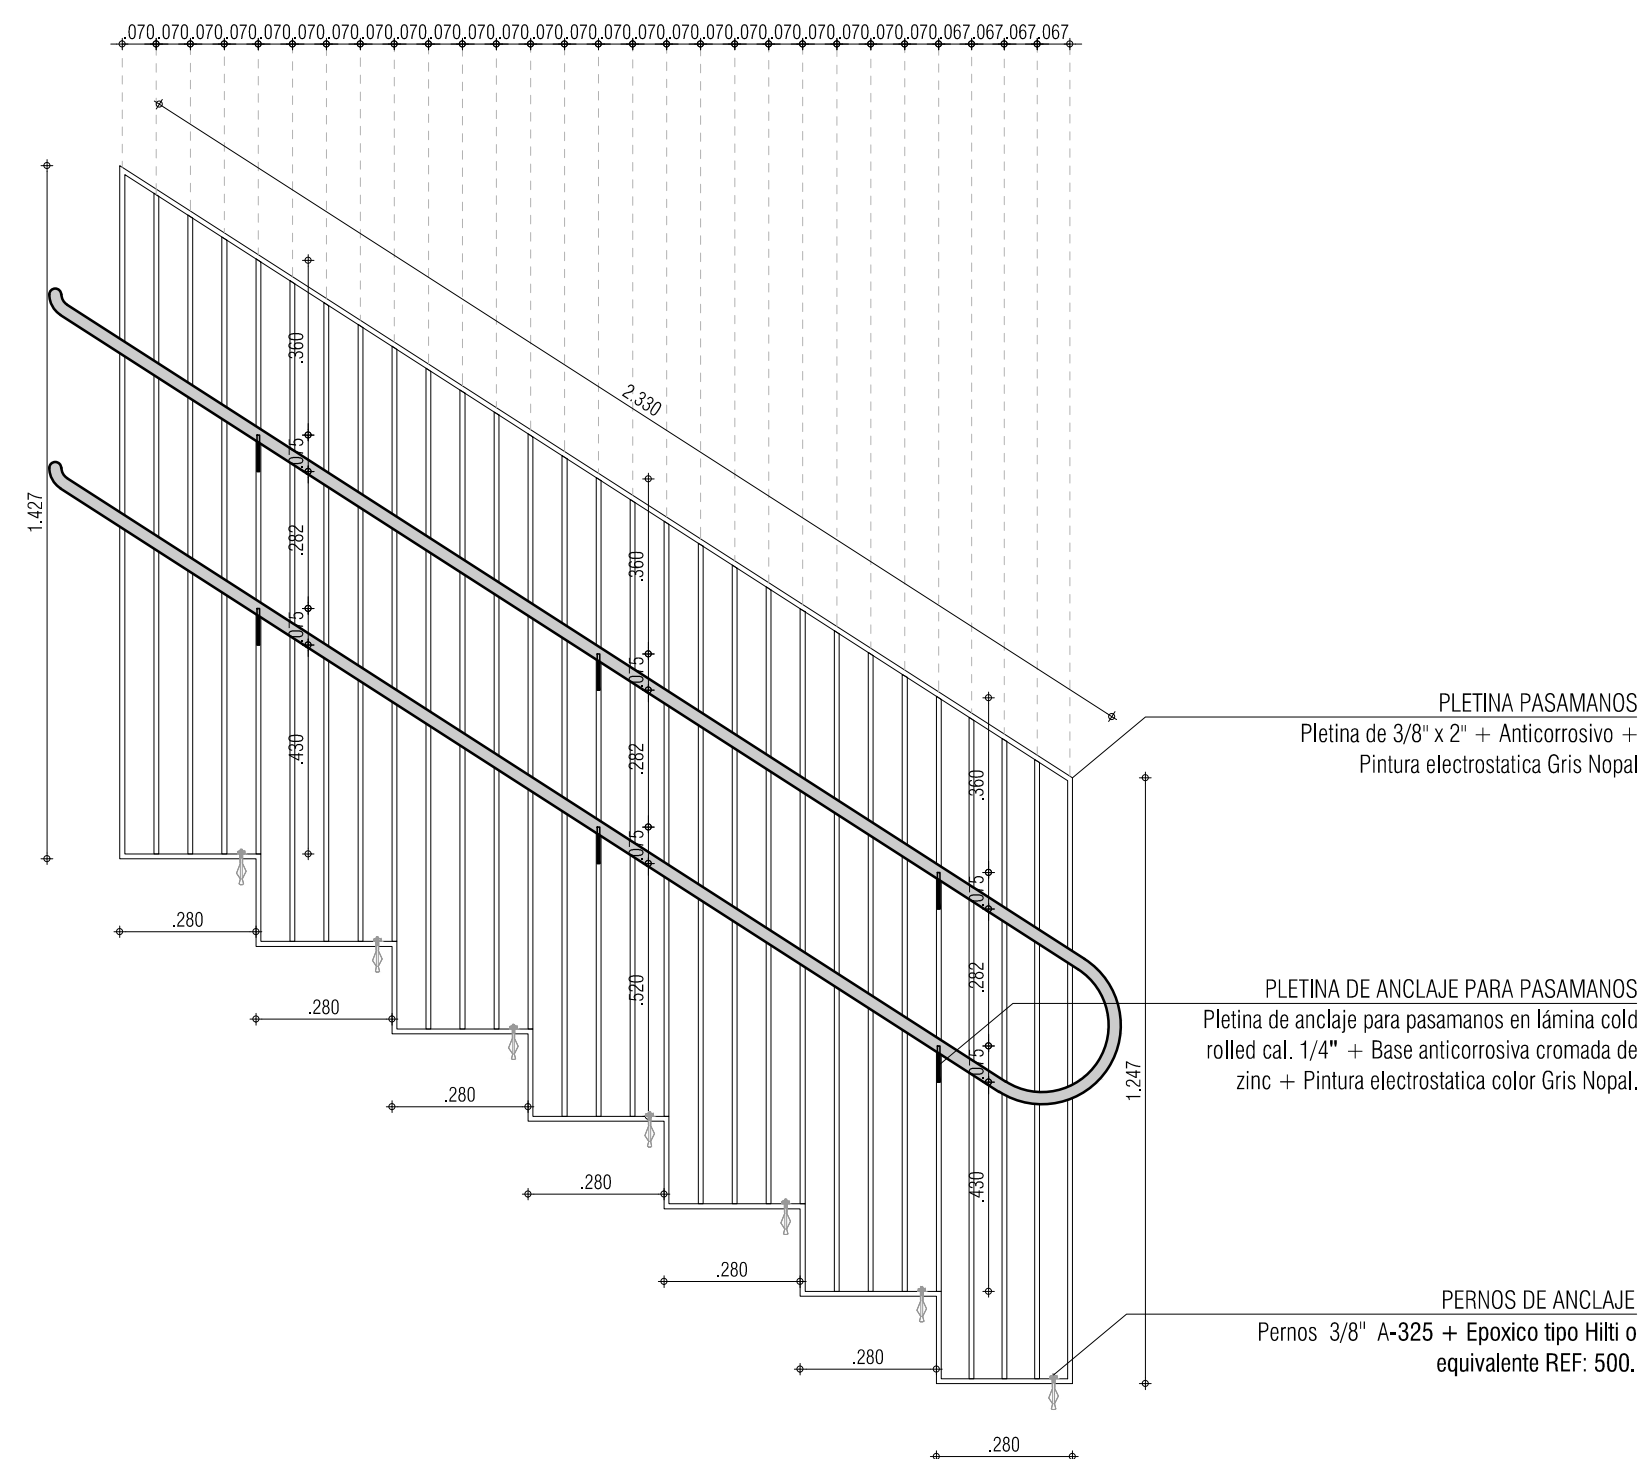 .070.070.070.070.070.070.070.070.070.070.070.070.070.070.070.070.070.070.070.070.070.070.070.070.067.067.067.067
2.330
1.427
.360
.075
.282
.075
.430
.360
.075
.282
.075
.520
.360
.075
.282
.075
.430
1.247
.280
.280
.280
.280
.280
.280
.280
PLETINA PASAMANOS
Pletina de 3/8" x 2" + Anticorrosivo +
Pintura electrostatica Gris Nopal
PLETINA DE ANCLAJE PARA PASAMANOS
Pletina de anclaje para pasamanos en lámina cold
rolled cal. 1/4" + Base anticorrosiva cromada de
zinc + Pintura electrostatica color Gris Nopal.
PERNOS DE ANCLAJE
Pernos 3/8" A-325 + Epoxico tipo Hilti o
equivalente REF: 500.